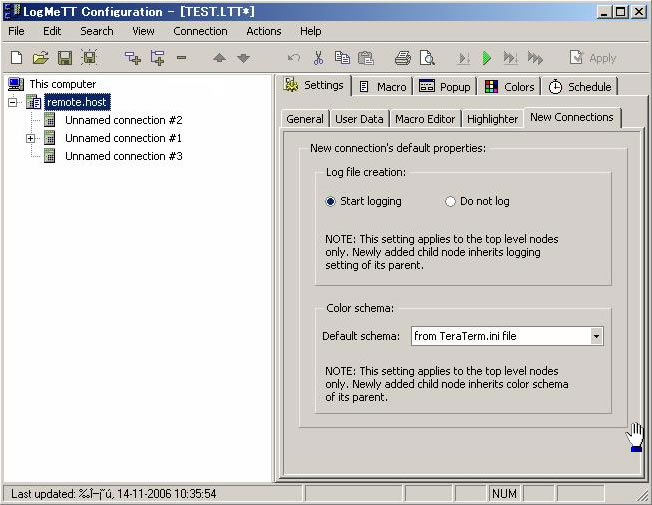 LogMeTT Configuration - [TEST.LTT*]
File Edit Search View Connection Actions Help
Apply
This computer
remote.host
Unnamed connection #2
Unnamed connection #1
Unnamed connection #3
Settings Macro Popup Colors Schedule
General User Data Macro Editor Highlighter New Connections
New connection's default properties:
Log file creation:
Start logging Do not log
NOTE: This setting applies to the top level nodes
only. Newly added child node inherits logging
setting of its parent.
Color schema:
Default schema: from TeraTerm.ini file
NOTE: This setting applies to the top level nodes
only. Newly added child node inherits color schema
of its parent.
Last updated: 14-11-2006 10:35:54
NUM